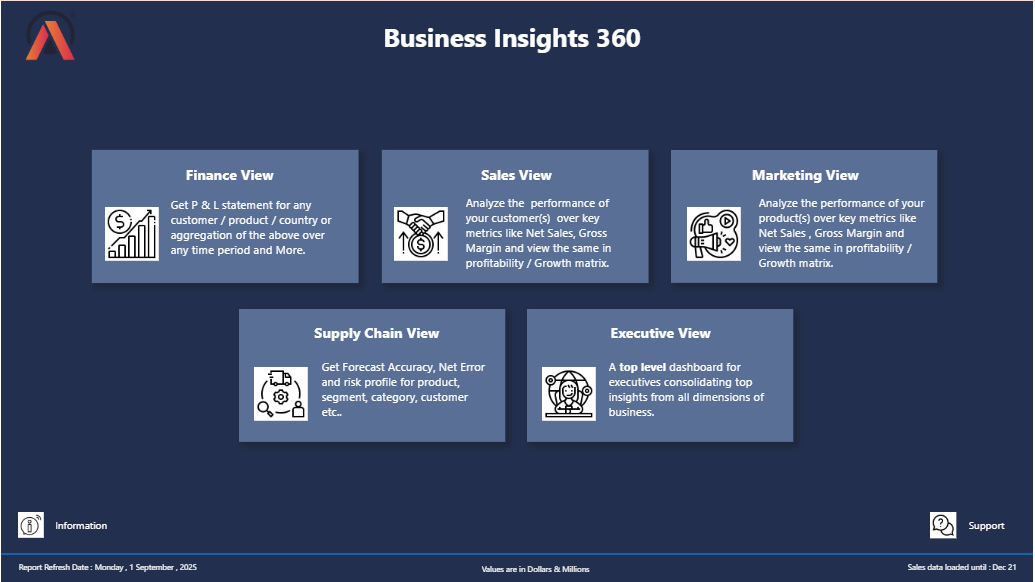 Business Insights 360
Finance View
Get P & L statement for any
customer / product / country or
aggregation of the above over
any time period and More.
Sales View
Analyze the performance of
your customer(s) over key
metrics like Net Sales, Gross
Margin and view the same in
profitability / Growth matrix.
Marketing View
Analyze the performance of your
product(s) over key metrics like
Net Sales , Gross Margin and
view the same in profitability /
Growth matrix.
Supply Chain View
Get Forecast Accuracy, Net Error
and risk profile for product,
segment, category, customer
etc..
Executive View
A top level dashboard for
executives consolidating top
insights from all dimensions of
business.
Information
Support
Report Refresh Date : Monday , 1 September , 2025
Values are in Dollars & Millions
Sales data loaded until : Dec 21